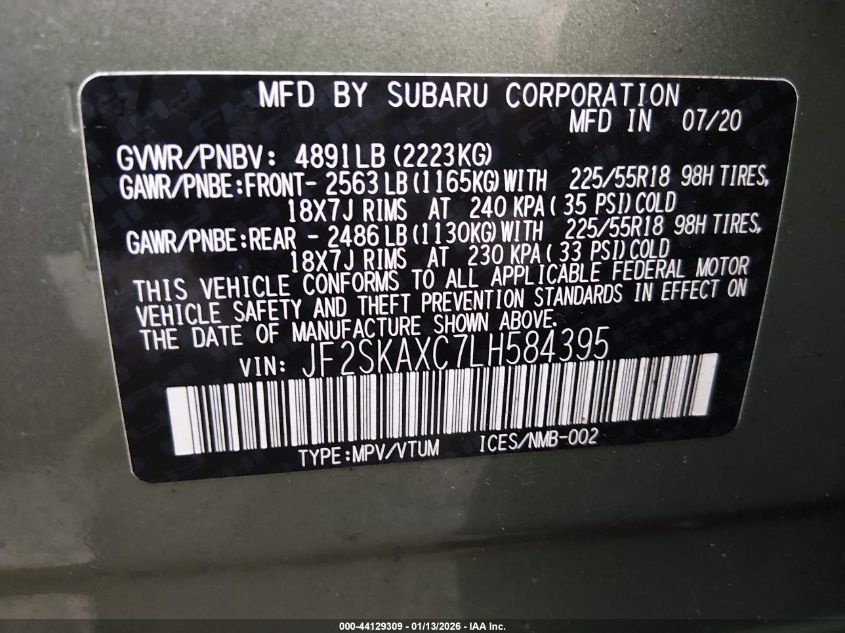 MFD BY SUBARU CORPORATION
MFD IN 07/20
GVWR/PNBV: 4891LB(2223KG)
GAWR/PNBE:FRONT- 2563LB(1165KG)WITH 225/55R18 98H TIRES,
18X7J RIMS AT 240 KPA( 35 PSI)COLD
GAWR/PNBE:REAR - 2486LB(1130KG)WITH 225/55R18 98H TIRES,
18X7J RIMS AT 230 KPA( 33 PSI)COLD
THIS VEHICLE CONFORMS TO ALL APPLICABLE FEDERAL MOTOR
VEHICLE SAFETY AND THEFT PREVENTION STANDARDS IN EFFECT ON
THE DATE OF MANUFACTURE SHOWN ABOVE.
VIN: JF2SKAXC7LH584395
TYPE:MPV/VTUM ICES/NMB-002
000-44129309 - 01/13/2026 - IAA Inc.